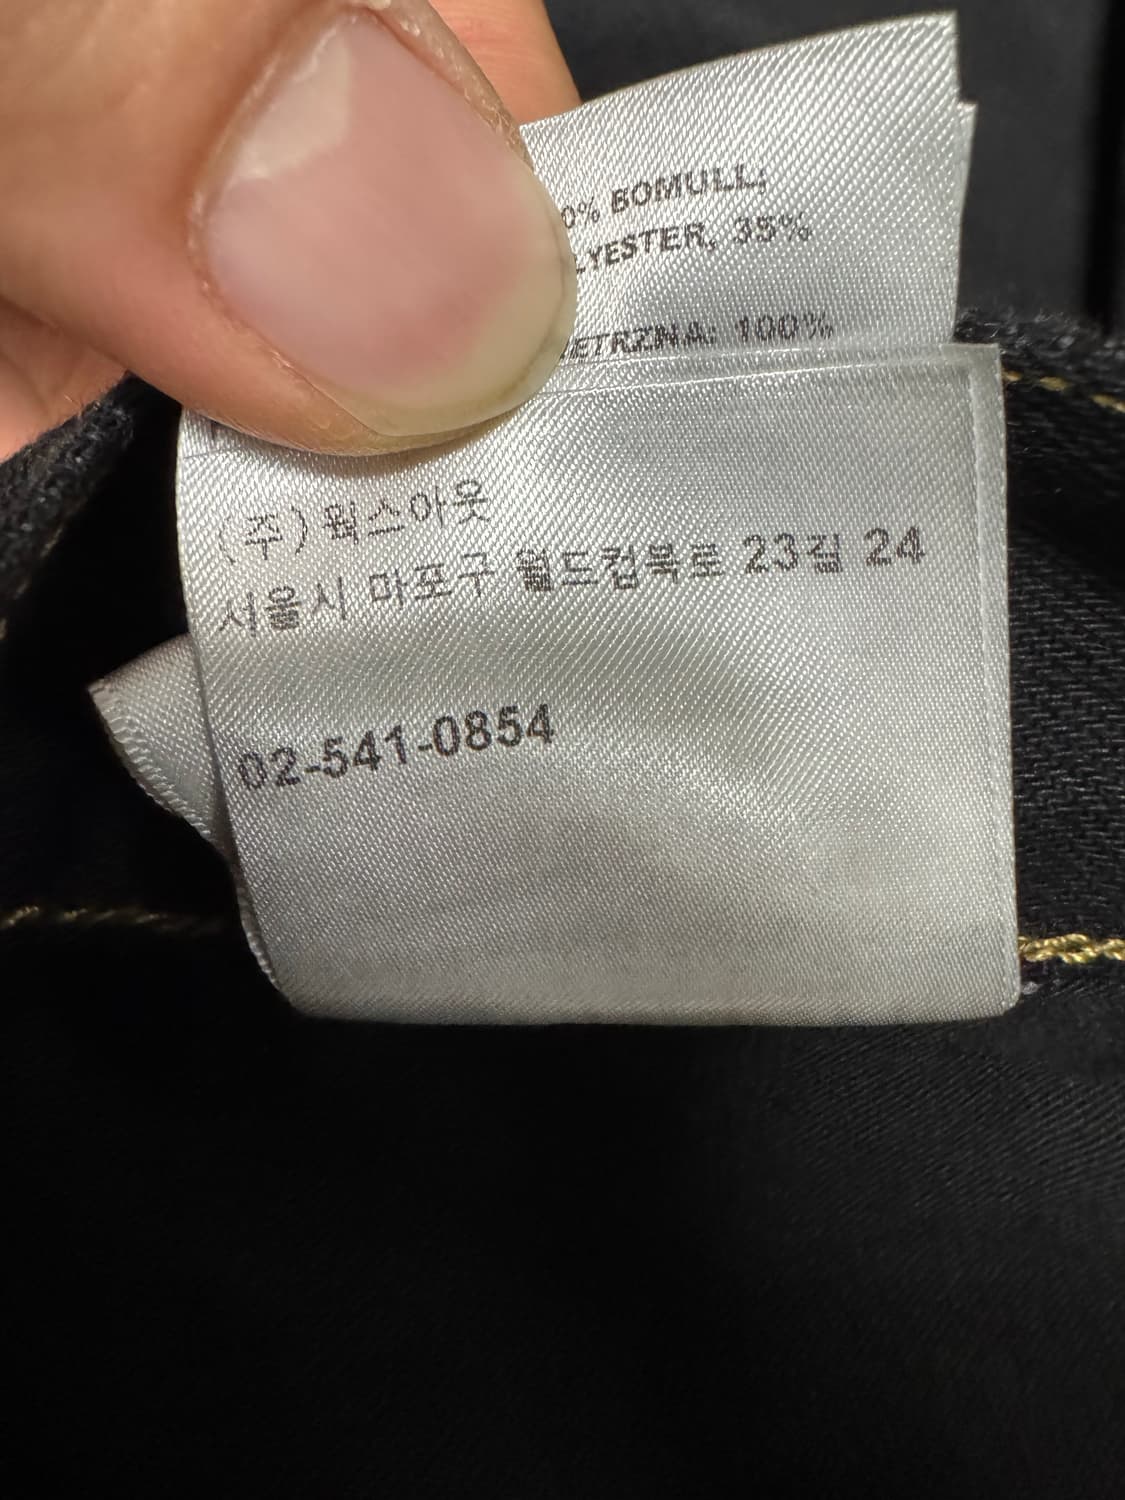 0% BOMULL;
LYESTER, 35%
ETRZNA: 100%
(주) 웍스아웃
서울시 마포구 월드컵북로 23길 24
02-541-0854